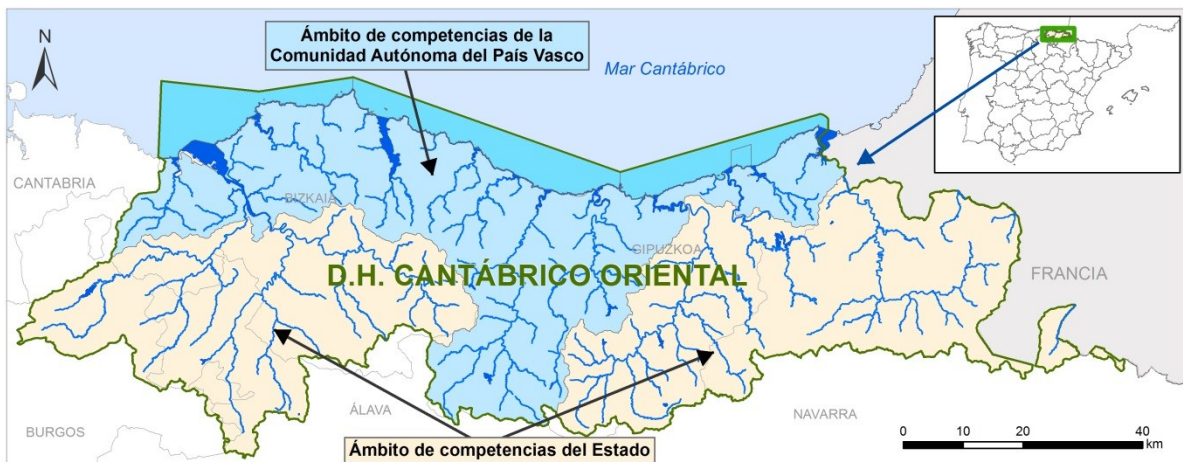 N
Ámbito de competencias de la
Comunidad Autónoma del País Vasco
Mar Cantábrico
CANTABRIA
BIZKAIA
GIPUZKOA
D.H. CANTÁBRICO ORIENTAL
FRANCIA
ÁLAVA
NAVARRA
BURGOS
Ámbito de competencias del Estado
0 10 20 40
km